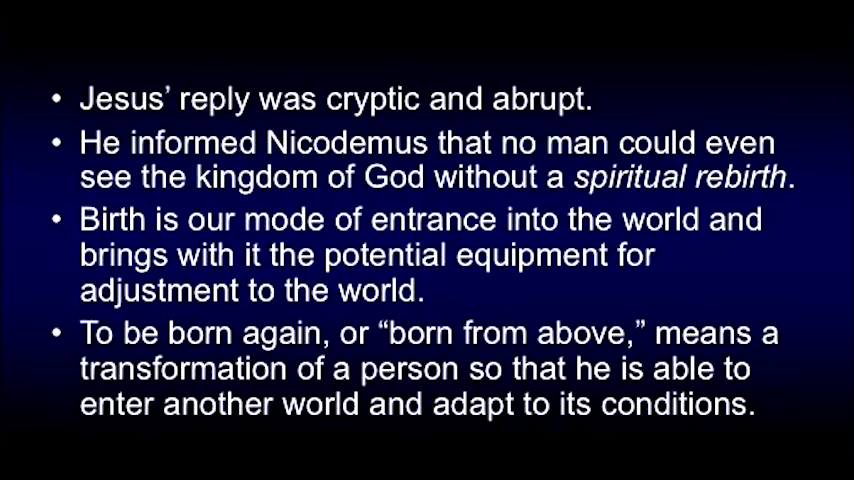 • Jesus’ reply was cryptic and abrupt.
• He informed Nicodemus that no man could even
see the kingdom of God without a spiritual rebirth.
• Birth is our mode of entrance into the world and
brings with it the potential equipment for
adjustment to the world.
• To be born again, or “born from above,” means a
transformation of a person so that he is able to
enter another world and adapt to its conditions.